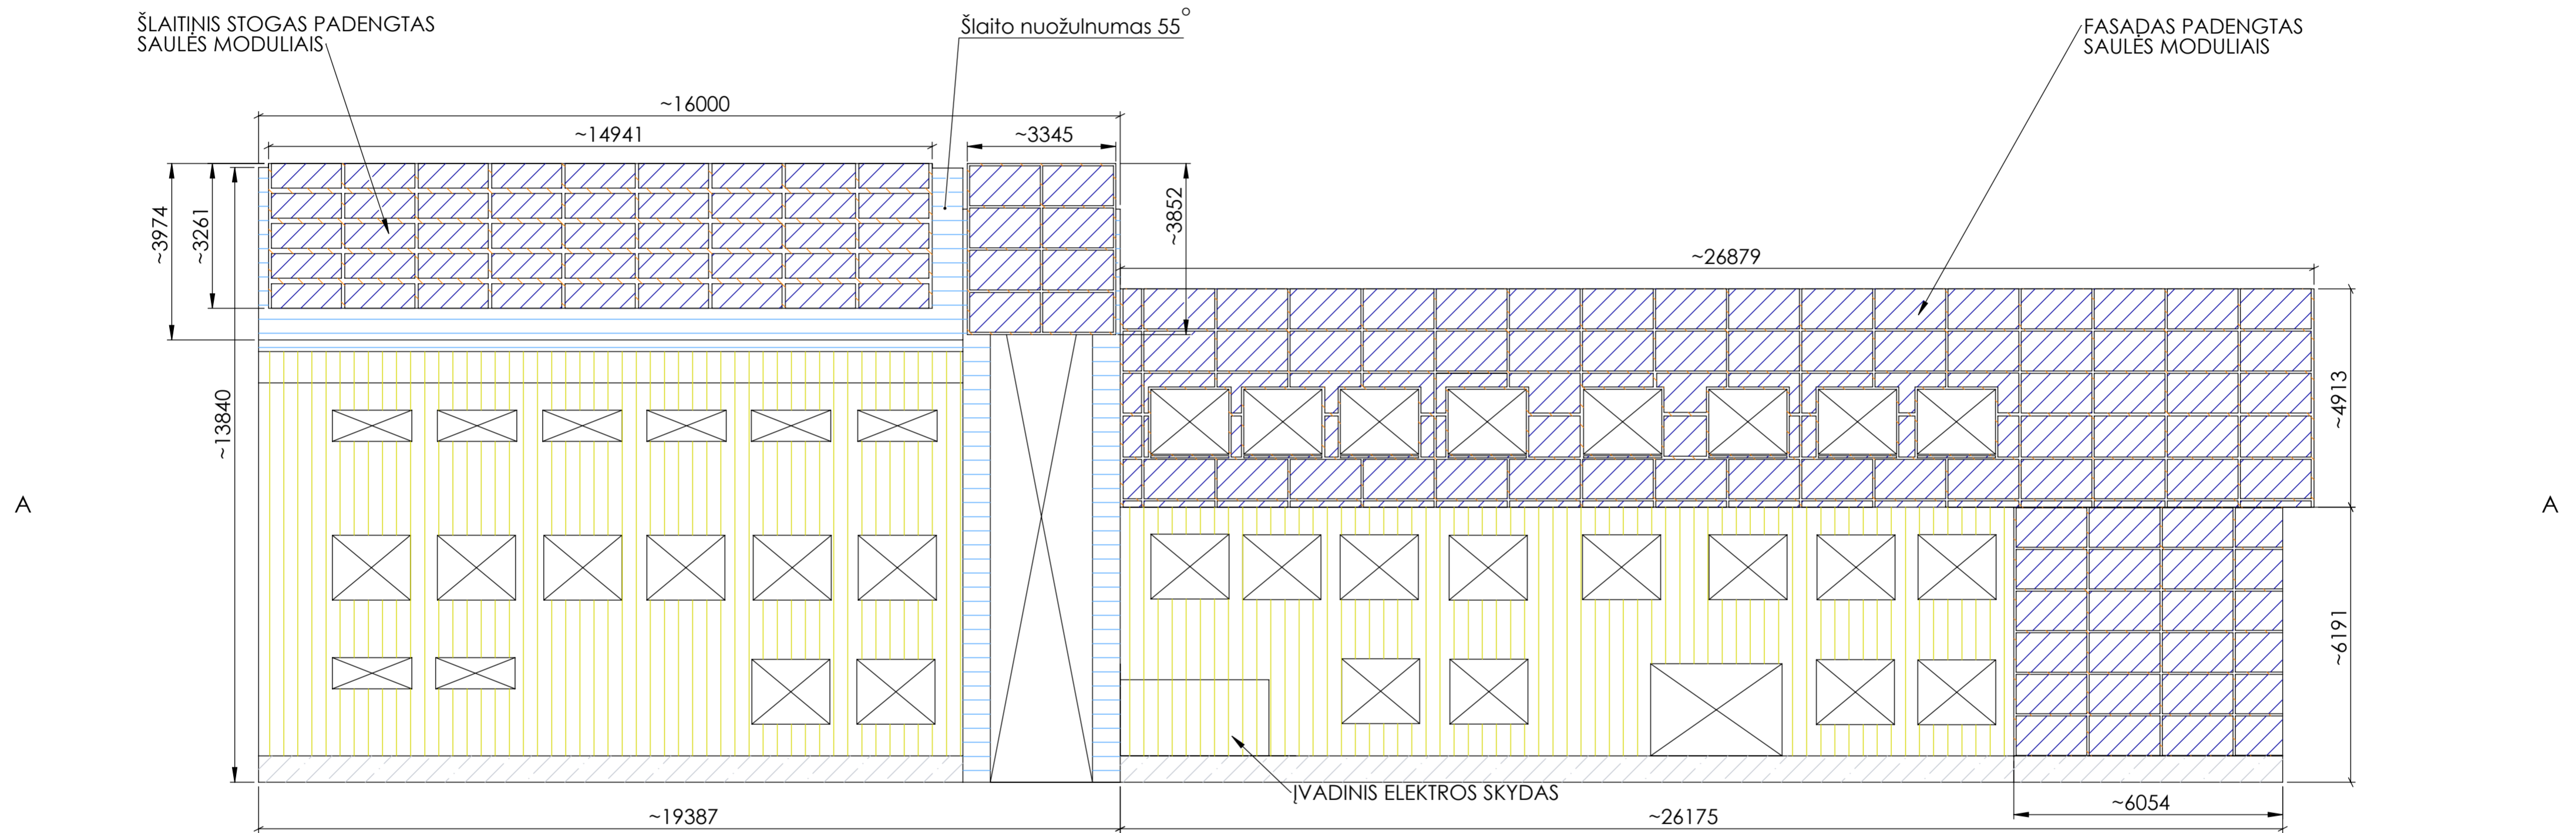 ŠLAITINIS STOGAS PADENGTAS
SAULĖS MODULIAIS
Šlaito nuožulnumas 55°
FASADAS PADENGTAS
SAULĖS MODULIAIS
~16000
~14941
~3345
~3974
~3261
~3852
~26879
~13840
~4913
A
A
~6191
ĮVADINIS ELEKTROS SKYDAS
~6054
~19387
~26175